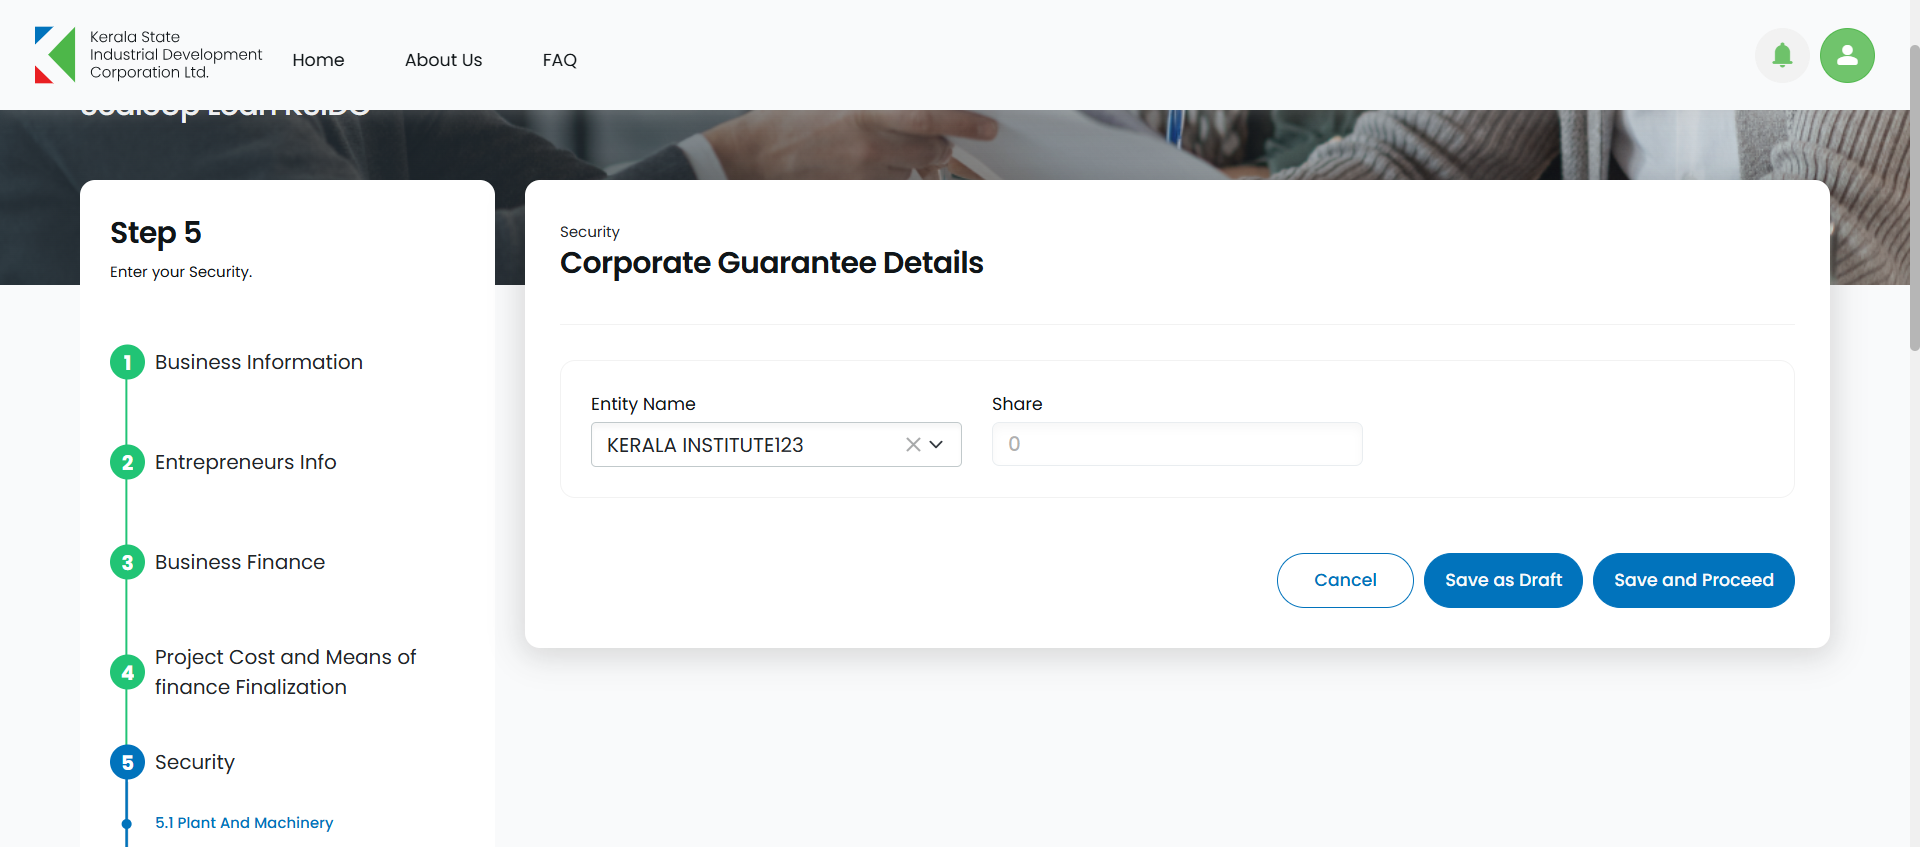 Kerala State
Industrial Development
Corporation Ltd.
Home
About Us
FAQ
Step 5
Enter your Security.
1 Business Information
2 Entrepreneurs Info
3 Business Finance
4 Project Cost and Means of
finance Finalization
5 Security
5.1 Plant And Machinery
Security
Corporate Guarantee Details
Entity Name
KERALA INSTITUTE123
Share
0
Cancel
Save as Draft
Save and Proceed